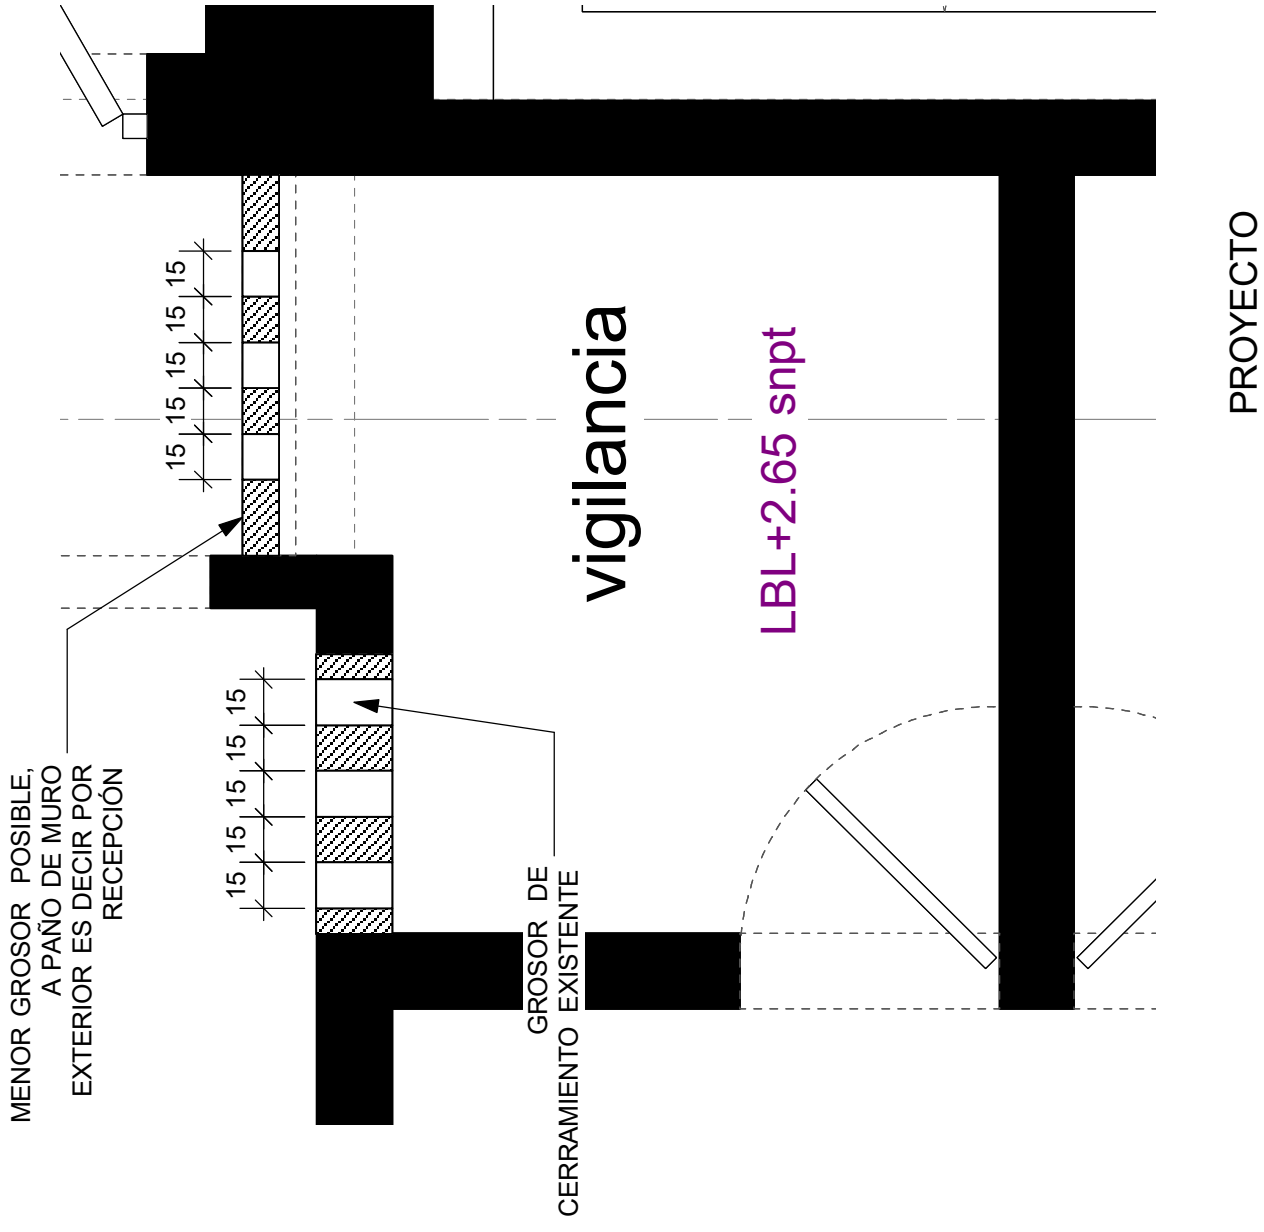 MENOR GROSOR POSIBLE,
A PAÑO DE MURO
EXTERIOR ES DECIR POR
RECEPCIÓN
15
15
15
15
15
15
15
15
15
15
GROSOR DE
CERRAMIENTO EXISTENTE
vigilancia
LBL+2.65 snpt
PROYECTO